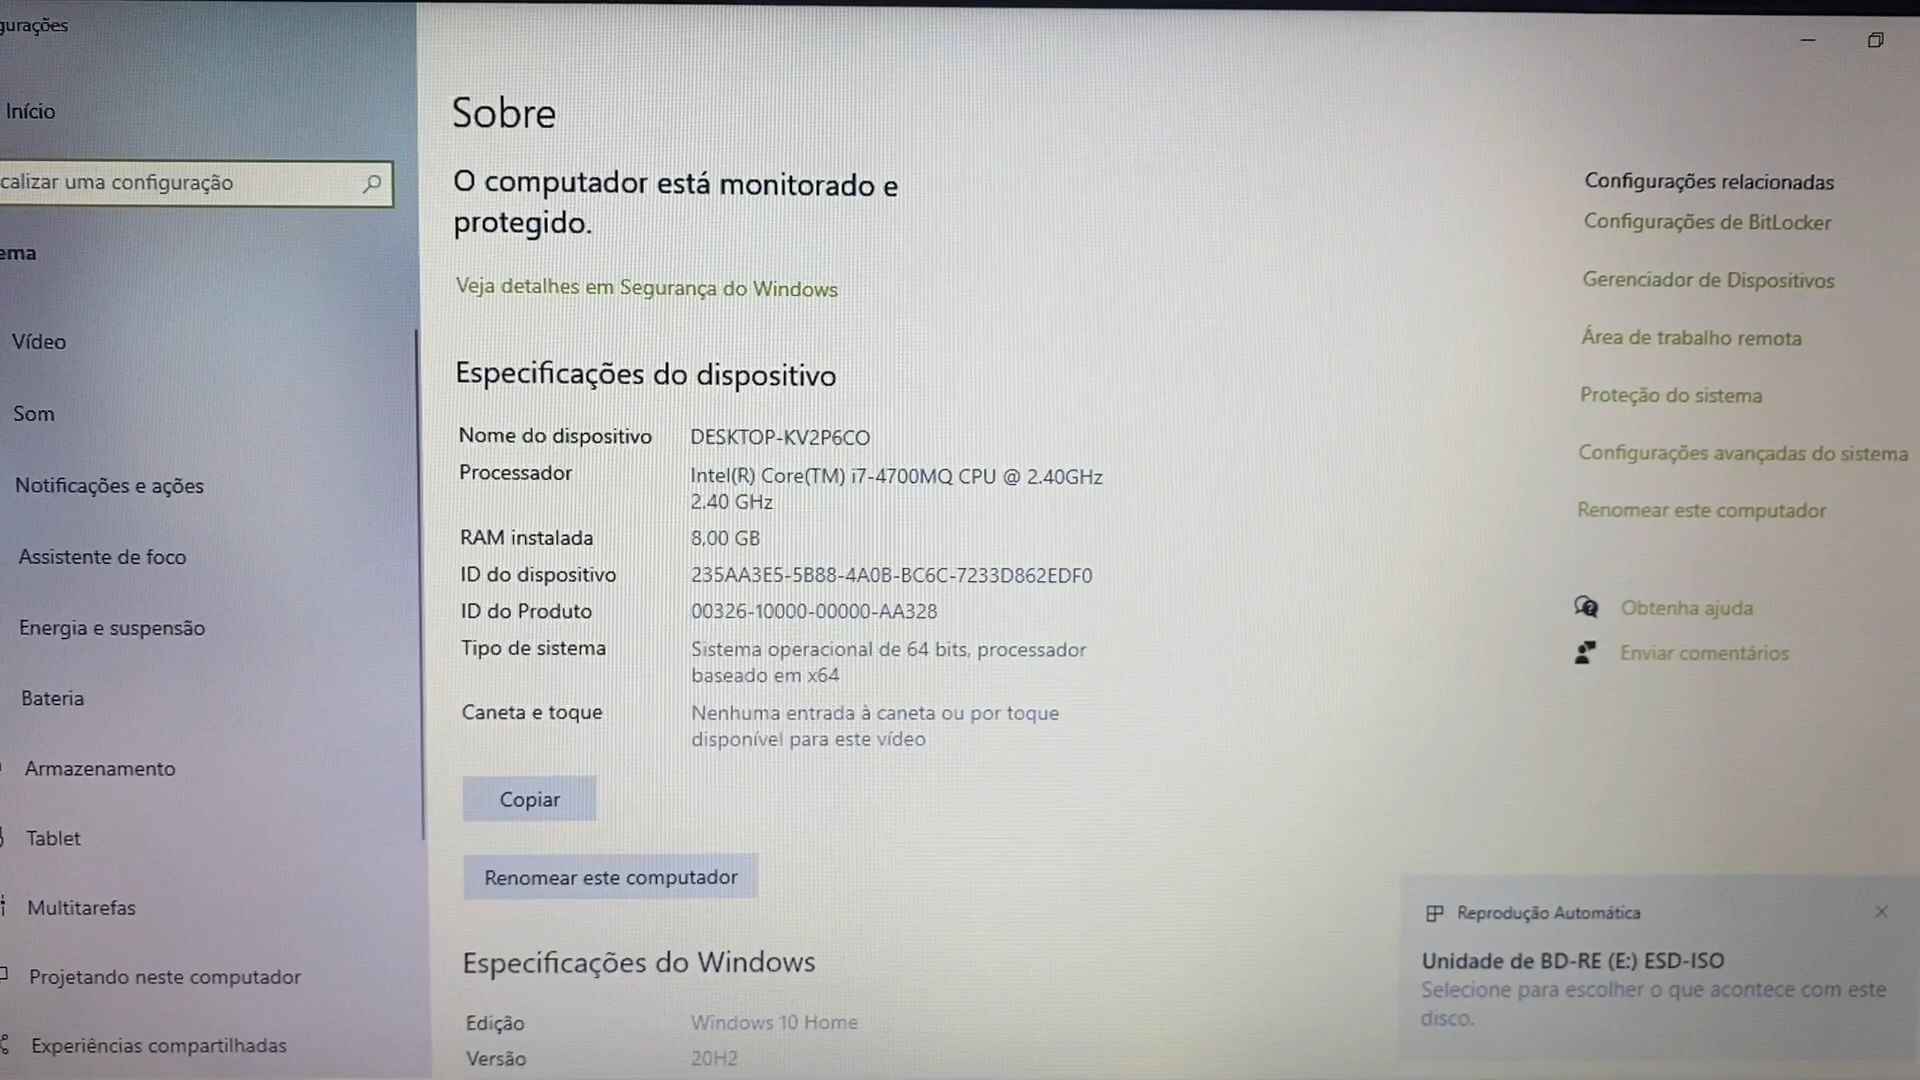 gurações
Início
calizar uma configuração
ema
Vídeo
Som
Notificações e ações
Assistente de foco
Energia e suspensão
Bateria
Armazenamento
Tablet
Multitarefas
Projetando neste computador
Experiências compartilhadas
Sobre
O computador está monitorado e
protegido.
Veja detalhes em Segurança do Windows
Especificações do dispositivo
Nome do dispositivo DESKTOP-KV2P6CO
Processador Intel(R) Core(TM) i7-4700MQ CPU @ 2.40GHz
2.40 GHz
RAM instalada 8,00 GB
ID do dispositivo 235AA3E5-5B88-4A0B-BC6C-7233D862EDF0
ID do Produto 00326-10000-00000-AA328
Tipo de sistema Sistema operacional de 64 bits, processador
baseado em x64
Caneta e toque Nenhuma entrada à caneta ou por toque
disponível para este vídeo
Copiar
Renomear este computador
Especificações do Windows
Edição Windows 10 Home
Versão 20H2
Configurações relacionadas
Configurações de BitLocker
Gerenciador de Dispositivos
Área de trabalho remota
Proteção do sistema
Configurações avançadas do sistema
Renomear este computador
Obtenha ajuda
Enviar comentários
Reprodução Automática
Unidade de BD-RE (E:) ESD-ISO
Selecione para escolher o que acontece com este
disco.